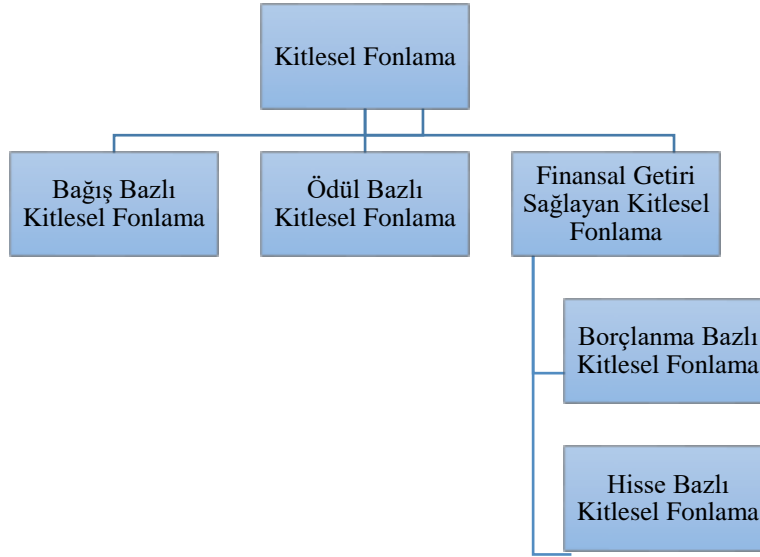 Kitlesel Fonlama
Bağış Bazlı
Kitlesel Fonlama
Ödül Bazlı
Kitlesel Fonlama
Finansal Getiri
Sağlayan Kitlesel
Fonlama
Borçlanma Bazlı
Kitlesel Fonlama
Hisse Bazlı
Kitlesel Fonlama